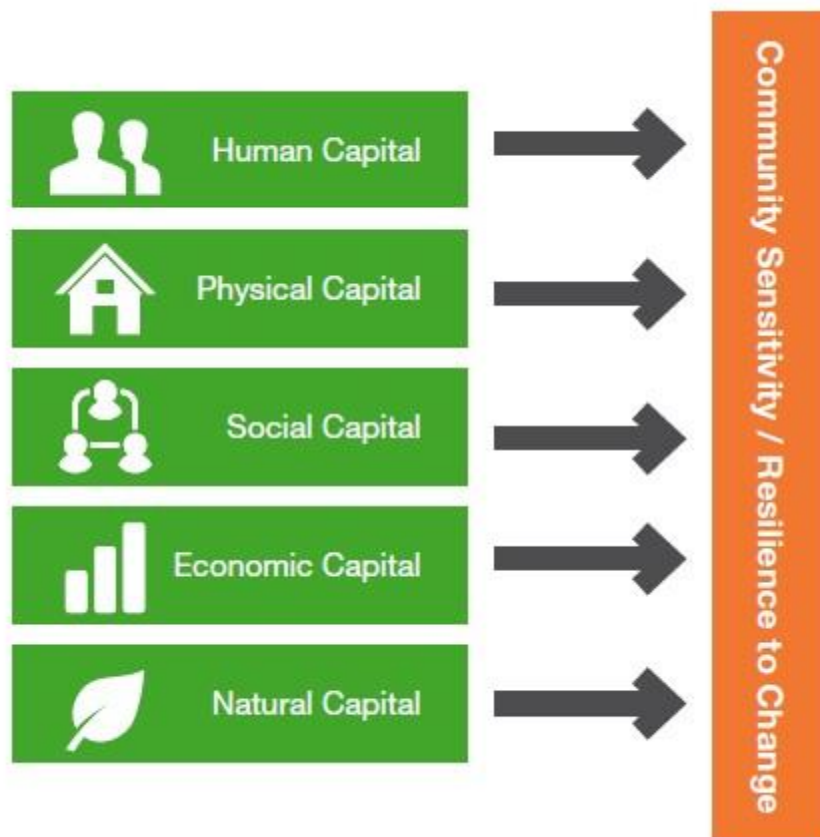 Human Capital
Physical Capital
Social Capital
Economic Capital
Natural Capital
Community Sensitivity / Resilience to Change